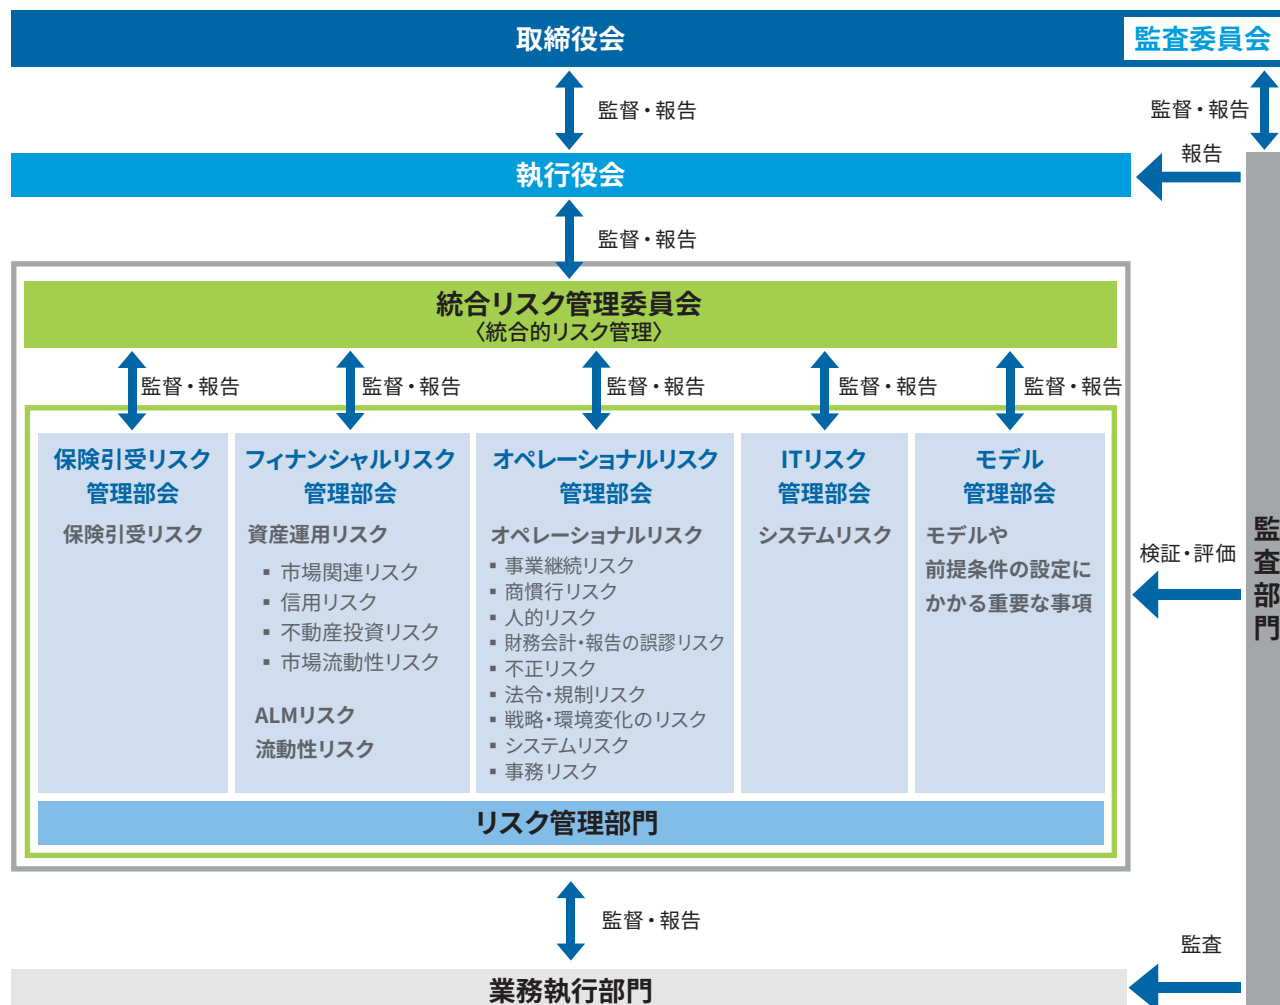 取締役会
監査委員会
監督・報告
監督・報告
報告
執行役会
監督・報告
統合リスク管理委員会
〈統合的リスク管理〉
監督・報告
監督・報告
監督・報告
監督・報告
監督・報告
保険引受リスク
管理部会
保険引受リスク
フィナンシャルリスク
管理部会
資産運用リスク
▪ 市場関連リスク
▪ 信用リスク
▪ 不動産投資リスク
▪ 市場流動性リスク
ALMリスク
流動性リスク
オペレーショナルリスク
管理部会
オペレーショナルリスク
▪ 事業継続リスク
▪ 商慣行リスク
▪ 人的リスク
▪ 財務会計・報告の誤謬リスク
▪ 不正リスク
▪ 法令・規制リスク
▪ 戦略・環境変化のリスク
▪ システムリスク
▪ 事務リスク
ITリスク
管理部会
システムリスク
モデル
管理部会
モデルや
前提条件の設定に
かかる重要な事項
リスク管理部門
検証・評価
監査部門
監督・報告
監査
業務執行部門